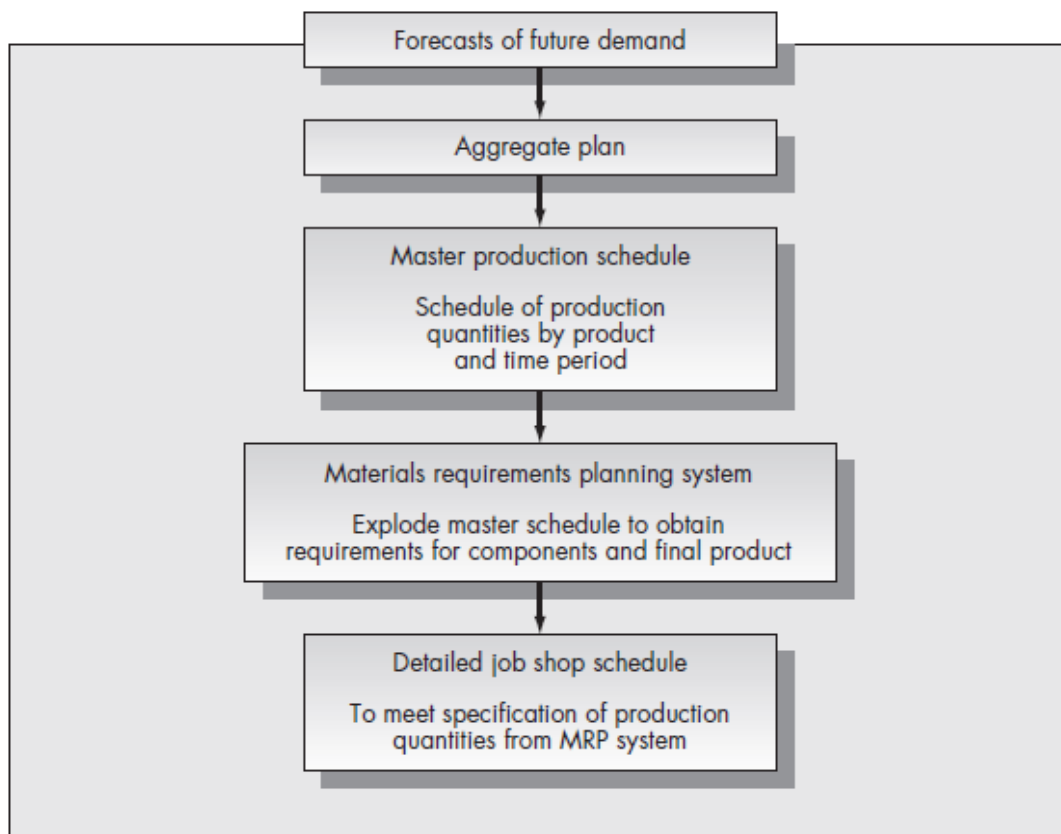 Forecasts of future demand
Aggregate plan
Master production schedule
Schedule of production
quantities by product
and time period
Materials requirements planning system
Explode master schedule to obtain
requirements for components and final product
Detailed job shop schedule
To meet specification of production
quantities from MRP system